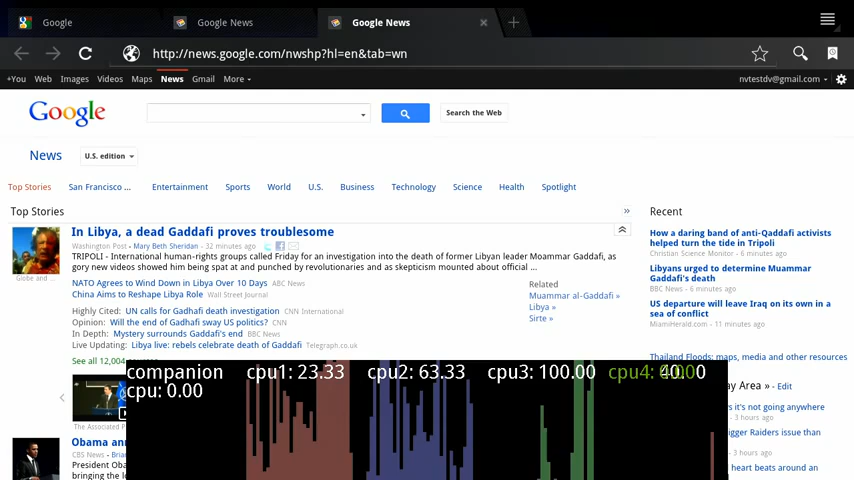 Google
Google News
Google News
http://news.google.com/nwshp?hl=en&tab=wn
+You Web Images Videos Maps News Gmail More
nvtestdv@gmail.com
Google
Search the Web
News
U.S. edition
Top Stories San Francisco ... Entertainment Sports World U.S. Business Technology Science Health Spotlight
Top Stories
In Libya, a dead Gaddafi proves troublesome
Washington Post - Mary Beth Sheridan - 32 minutes ago
TRIPOLI - International human-rights groups called Friday for an investigation into the death of former Libyan leader Moammar Gaddafi, as
gory new videos showed him being spat at and punched by revolutionaries and as skepticism mounted about official ...
Globe and ...
NATO Agrees to Wind Down in Libya Over 10 Days ABC News
China Aims to Reshape Libya Role Wall Street Journal
Highly Cited: UN calls for Gadhafi death investigation CNN International
Opinion: Will the end of Gadhafi sway US politics? CNN
In Depth: Mystery surrounds Gaddafi's end BBC News
Live Updating: Libya live: rebels celebrate death of Gaddafi Telegraph.co.uk
See all 12,004
Related
Muammar al-Gaddafi »
Libya »
Sirte »
Recent
How a daring band of anti-Qaddafi activists
helped turn the tide in Tripoli
Christian Science Monitor - 6 minutes ago
Libyans urged to determine Muammar
Gaddafi's death
BBC News - 6 minutes ago
US departure will leave Iraq on its own in a
sea of conflict
MiamiHerald.com - 11 minutes ago
Thailand Floods: maps, media and other resources
companion
cpu: 0.00
cpu1: 23.33
cpu2: 63.33
cpu3: 100.00
cpu4:
The Associated P
Obama an
CBS News - Brian
President Oba
bringing the lo
Area » - Edit
it's not going anywhere
3 hours ago
Raiders issue than
- 3 hours ago
heart beats around an